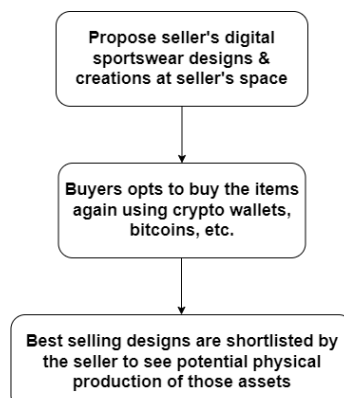 Propose seller's digital
sportswear designs &
creations at seller's space
Buyers opts to buy the items
again using crypto wallets,
bitcoins, etc.
Best selling designs are shortlisted by
the seller to see potential physical
production of those assets